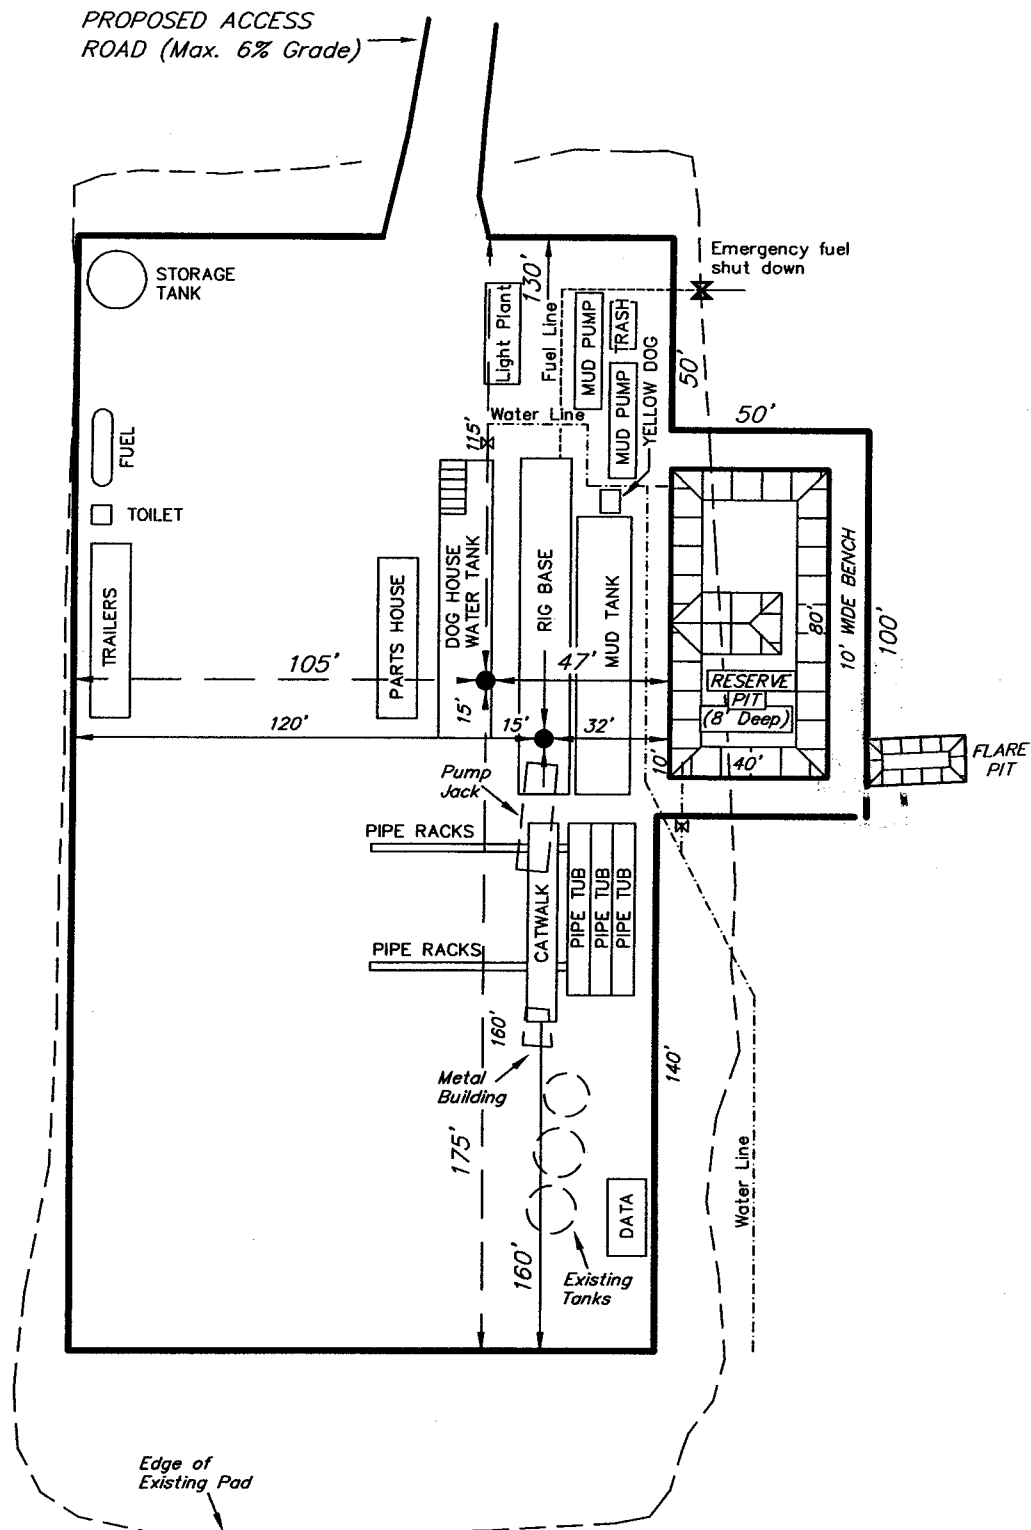 PROPOSED ACCESS
ROAD (Max. 6% Grade)
STORAGE
TANK
Emergency fuel
shut down
130'
Light Plant
Fuel Line
MUD PUMP
TRASH
MUD PUMP
YELLOW DOG
50'
50'
Water Line
115'
FUEL
TOILET
TRAILERS
PARTS HOUSE
DOG HOUSE
WATER TANK
RIG BASE
MUD TANK
10' WIDE BENCH
80'
100'
105'
47'
RESERVE
PIT
(8' Deep)
15'
120'
15'
32'
10'
40'
FLARE
PIT
Pump
Jack
PIPE RACKS
CATWALK
PIPE TUB
PIPE TUB
PIPE TUB
PIPE RACKS
160'
Metal
Building
140'
175'
Water Line
DATA
160'
Existing
Tanks
Edge of
Existing Pad